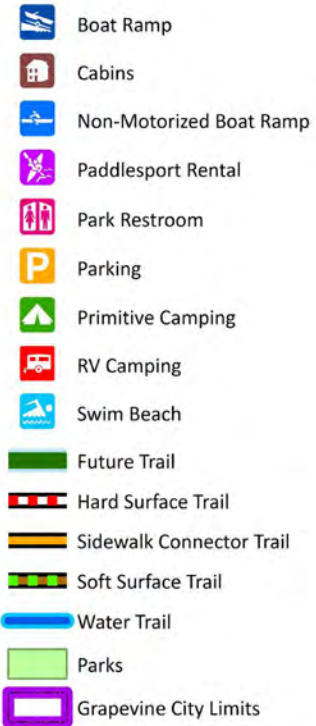 Boat Ramp
Cabins
Non-Motorized Boat Ramp
Paddlesport Rental
Park Restroom
P Parking
Primitive Camping
RV Camping
Swim Beach
Future Trail
Hard Surface Trail
Sidewalk Connector Trail
Soft Surface Trail
Water Trail
Parks
Grapevine City Limits